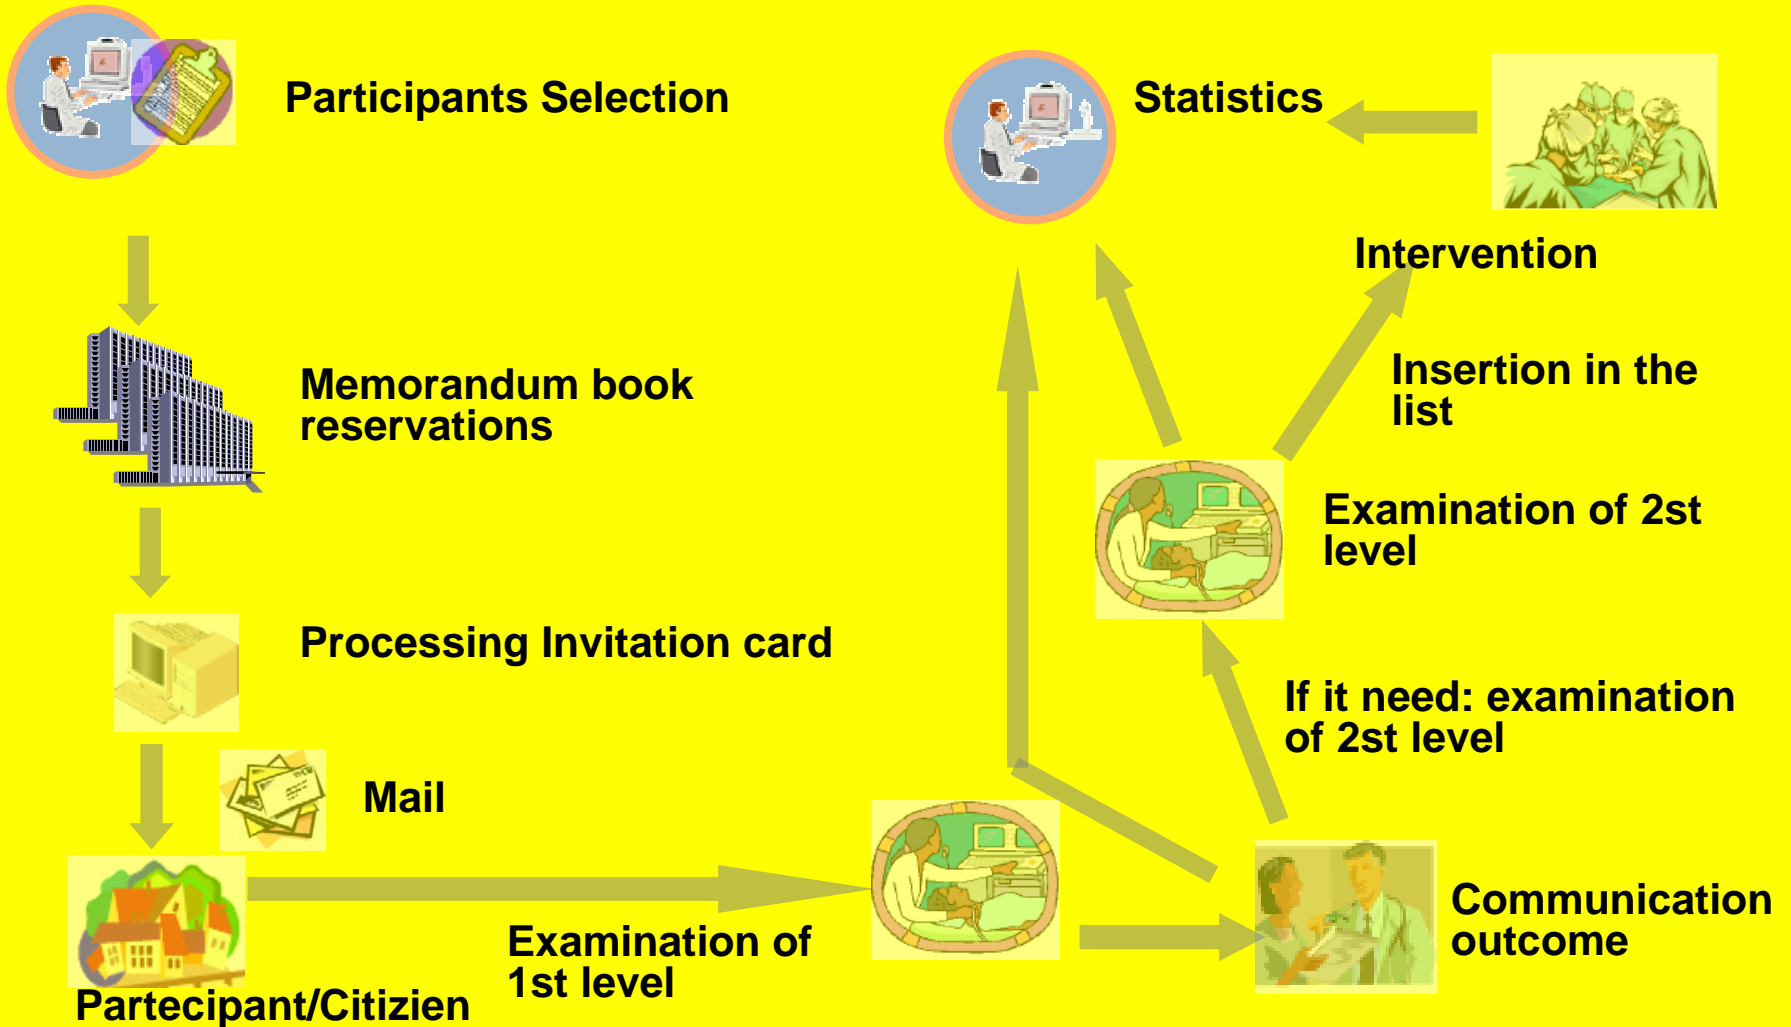 Participants Selection
Memorandum book
reservations
Processing Invitation card
Mail
Partecipant/Citizien
Examination of
1st level
Communication
outcome
If it need: examination
of 2st level
Examination of 2st
level
Insertion in the
list
Intervention
Statistics